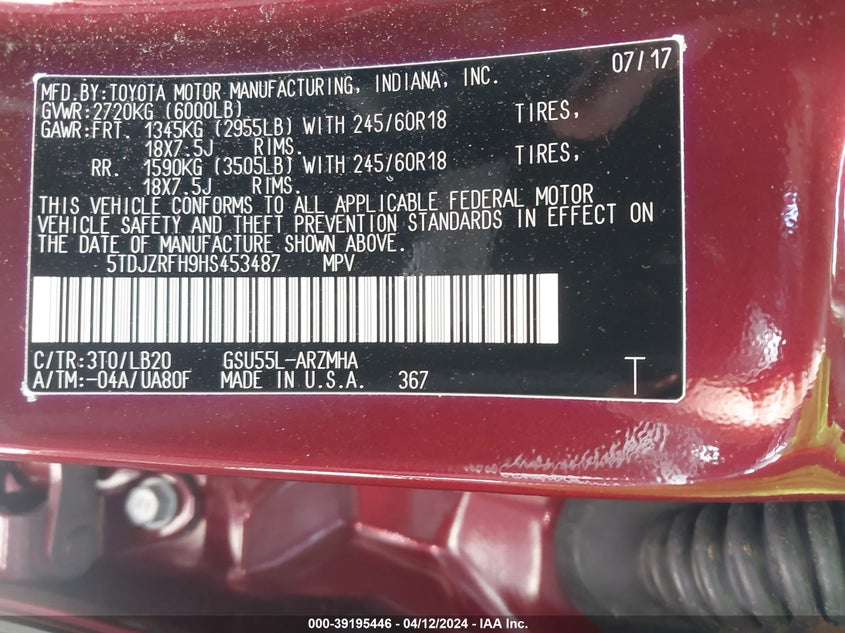 07/17
MFD.BY:TOYOTA MOTOR MANUFACTURING, INDIANA, INC.
GVWR:2720KG (6000LB)
GAWR:FRT. 1345KG (2955LB) WITH 245/60R18 TIRES,
18X7.5J RIMS.
RR. 1590KG (3505LB) WITH 245/60R18 TIRES,
18X7.5J RIMS.
THIS VEHICLE CONFORMS TO ALL APPLICABLE FEDERAL MOTOR
VEHICLE SAFETY AND THEFT PREVENTION STANDARDS IN EFFECT ON
THE DATE OF MANUFACTURE SHOWN ABOVE.
5TDJZRFH9HS453487 MPV
C/TR:3T0/LB20 GSU55L-ARZMHA
A/TM:-04A/UA80F MADE IN U.S.A. 367 T
000-39195446 - 04/12/2024 - IAA Inc.